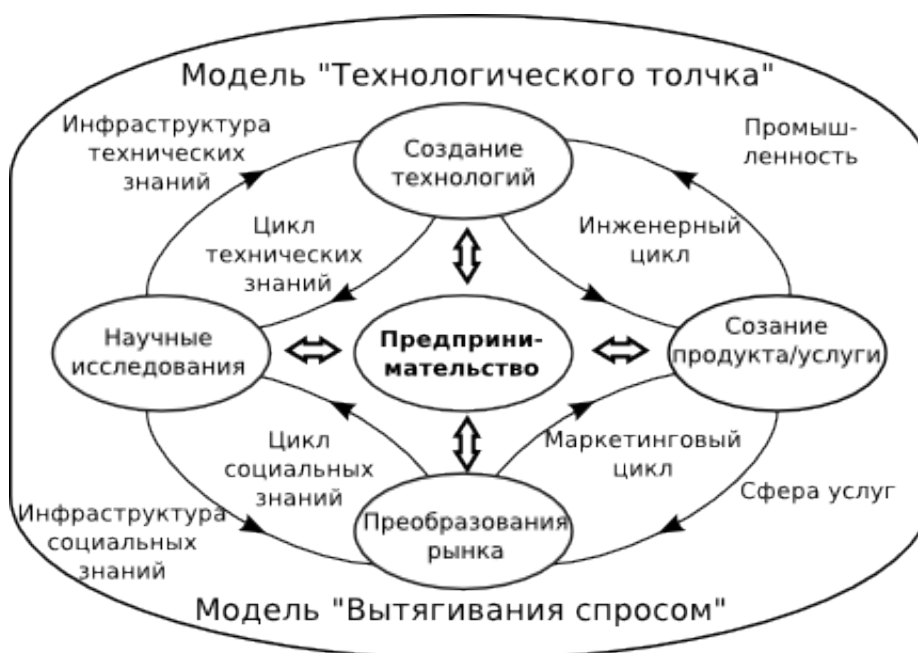 Модель "Технологического толчка"
Инфраструктура
технических
знаний
Создание
технологий
Промыш-
ленность
Цикл
технических
знаний
Инженерный
цикл
Научные
исследования
Предприни-
мательство
Созание
продукта/услуги
Цикл
социальных
знаний
Маркетинговый
цикл
Инфраструктура
социальных
знаний
Преобразования
рынка
Сфера услуг
Модель "Вытягивания спросом"